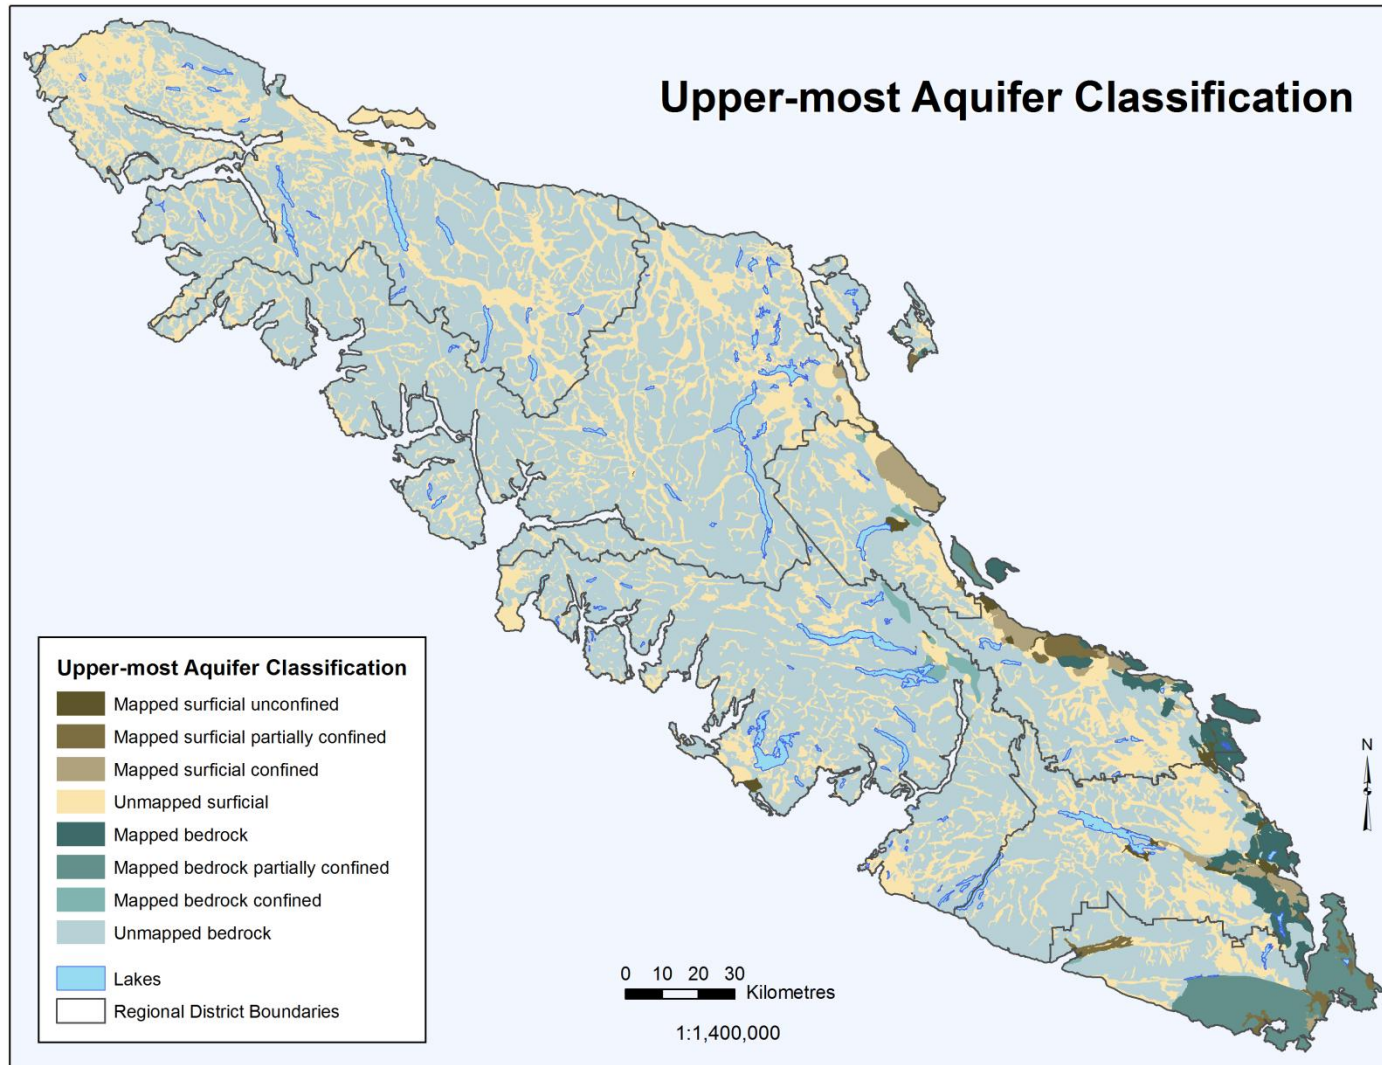 Upper-most Aquifer Classification
Upper-most Aquifer Classification
Mapped surficial unconfined
Mapped surficial partially confined
Mapped surficial confined
Unmapped surficial
Mapped bedrock
Mapped bedrock partially confined
Mapped bedrock confined
Unmapped bedrock
Lakes
Regional District Boundaries
N
0 10 20 30
Kilometres
1:1,400,000